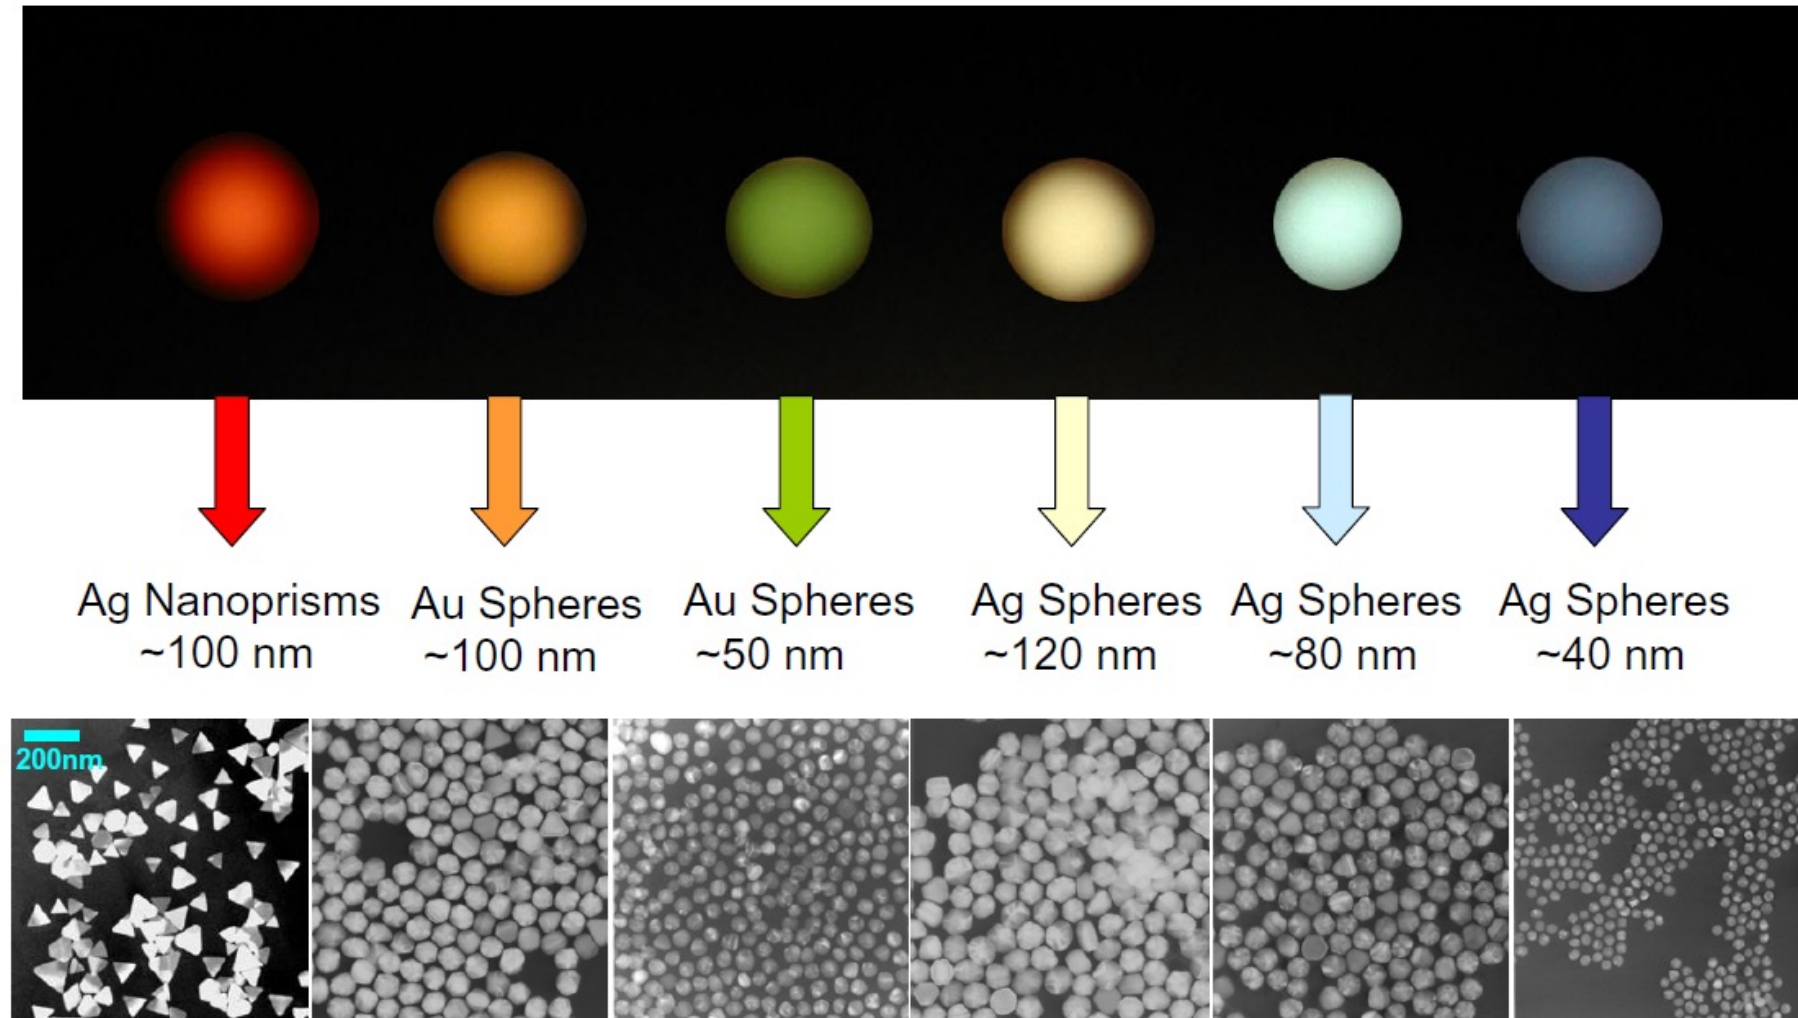 Ag Nanoprisms
~100 nm
Au Spheres
~100 nm
Au Spheres
~50 nm
Ag Spheres
~120 nm
Ag Spheres
~80 nm
Ag Spheres
~40 nm
200nm